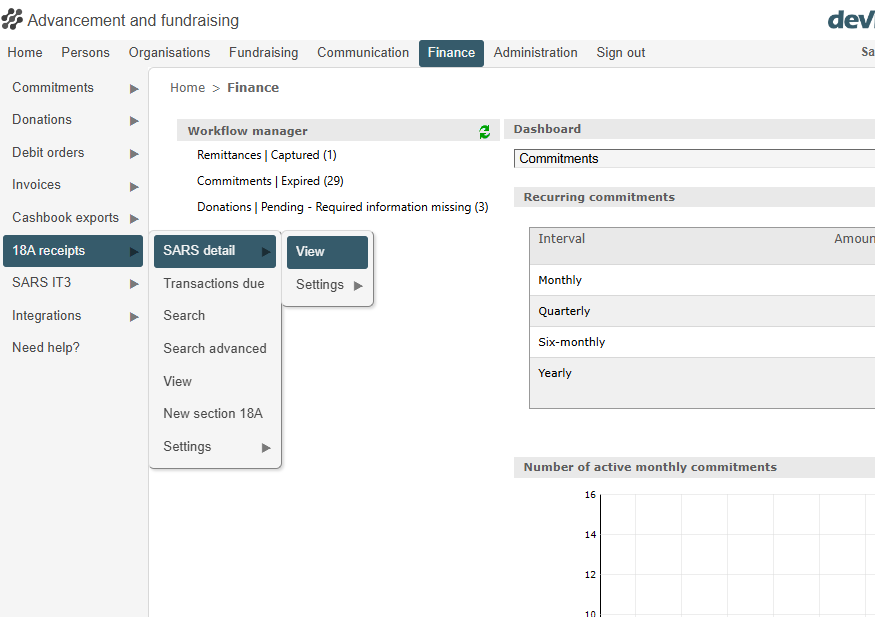 Advancement and fundraising
Home Persons Organisations Fundraising Communication Finance Administration Sign out
Commitments
Donations
Debit orders
Invoices
Cashbook exports
18A receipts
SARS IT3
Integrations
Need help?
SARS detail
Transactions due
Search
Search advanced
View
New section 18A
Settings
View
Settings
Home > Finance
Workflow manager
Remittances | Captured (1)
Commitments | Expired (29)
Donations | Pending - Required information missing (3)
Dashboard
Commitments
Recurring commitments
Interval
Monthly
Quarterly
Six-monthly
Yearly
Number of active monthly commitments
16
14
12
10